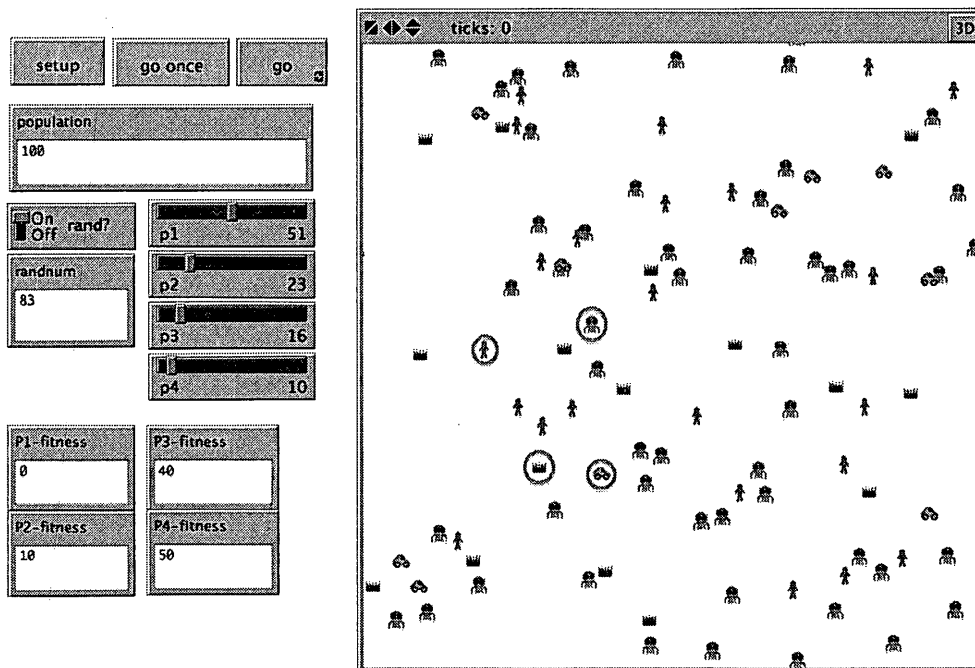 setup
go once
go
ticks: 0
3D
population
100
On
Off
rand?
p1
51
p2
23
randnum
83
p3
16
p4
10
P1-fitness
0
P3-fitness
40
P2-fitness
10
P4-fitness
50